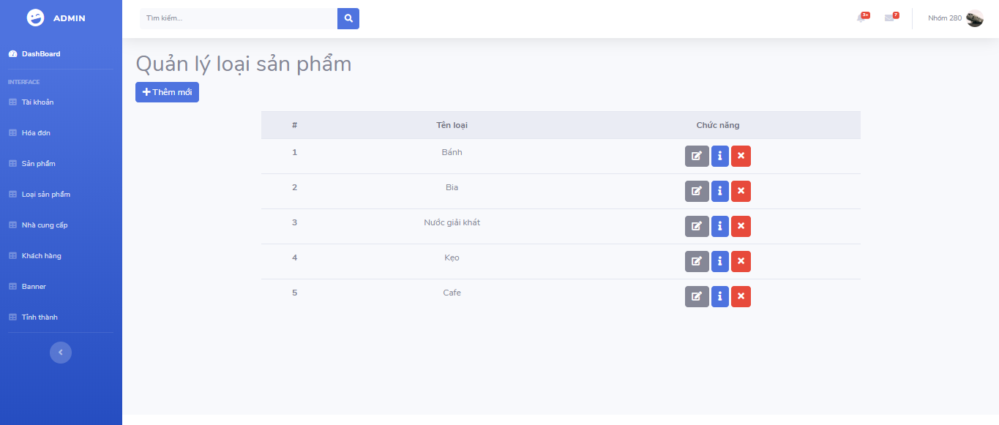 ADMIN
Tìm kiếm...
3+
7
Nhóm 280
DashBoard
INTERFACE
Tài khoản
Hóa đơn
Sản phẩm
Loại sản phẩm
Nhà cung cấp
Khách hàng
Banner
Tỉnh thành
Quản lý loại sản phẩm
Thêm mới
# Tên loại Chức năng
1 Bánh
2 Bia
3 Nước giải khát
4 Kẹo
5 Cafe